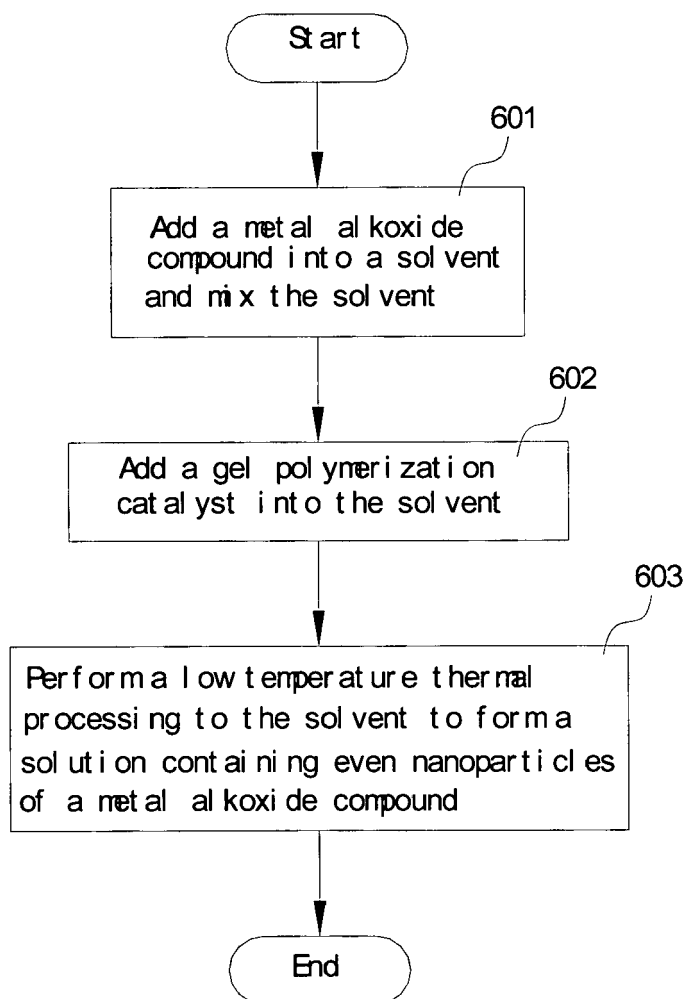 Start
601
Add a metal alkoxide
compound into a solvent
and mix the solvent
602
Add a gel polymerization
catalyst into the solvent
603
Perform a low temperature thermal
processing to the solvent to form a
solution containing even nanoparticles
of a metal alkoxide compound
End